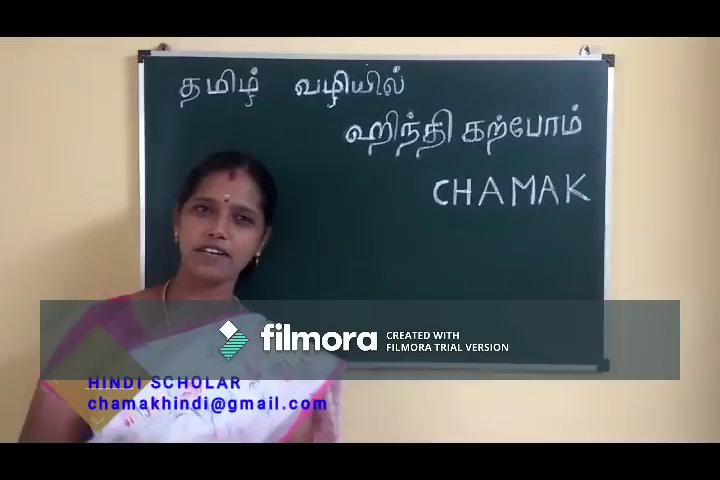 தமிழ் வழியில்
ஹிந்தி கற்போம்
CHAMAK
filmora
CREATED WITH
FILMORA TRIAL VERSION
HINDI SCHOLAR
chamakhindi@gmail.com